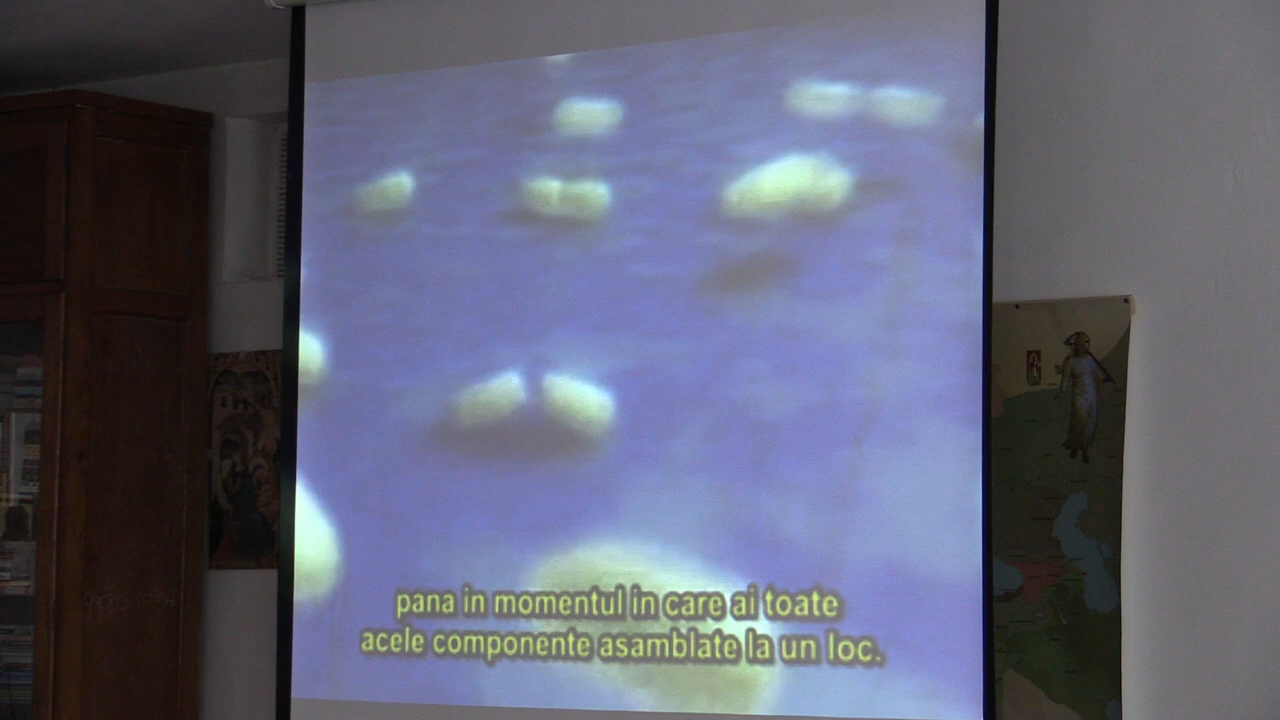 pana in momentul in care ai toate
acele componente asamblate la un loc.